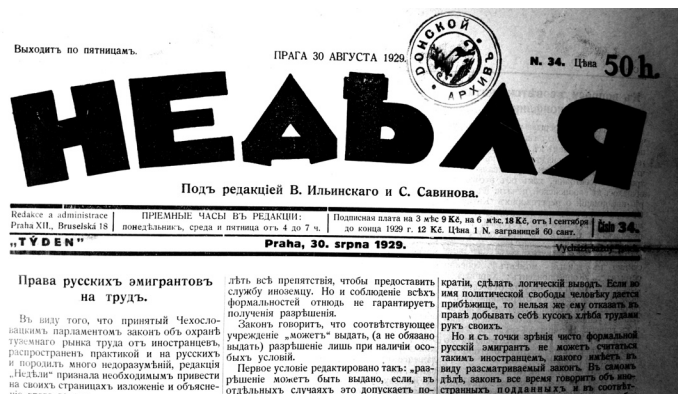 Выходитъ по пятницамъ.
ПРАГА 30 АВГУСТА 1929.
ДОНСКОЙ АРХИВЪ
N. 34. Цѣна 50 h.
НЕДѢЛЯ
Подъ редакціей В. Ильинскаго и С. Савинова.
Redakce a administrace
Praha XII., Bruselská 18
ПРІЕМНЫЕ ЧАСЫ ВЪ РЕДАКЦІИ:
понедѣльникъ, среда и пятница отъ 4 до 7 ч.
Подписная плата на 3 мѣс 9 Kč, на 6 мѣс. 18 Kč, отъ 1 сентября
до конца 1929 г. 12 Kč. Цѣна 1 N. заграницей 60 сант.
Číslo 34.
„TÝDEN"
Praha, 30. srpna 1929.
Права русскихъ эмигрантовъ
на трудъ.
Въ виду того, что принятый Чехосло-
вацкимъ парламентомъ законъ объ охранѣ
туземнаго рынка труда отъ иностранцевъ,
распространенъ практикой и на русскихъ
и породилъ много недоразумѣній, редакція
„Недѣли" признала необходимымъ привести
на своихъ страницахъ изложеніе и объясне-
лѣть всѣ препятствія, чтобы предоставить
службу иноземцу. Но и соблюденіе всѣхъ
формальностей отнюдь не гарантируетъ
полученія разрѣшенія.
Законъ говоритъ, что соотвѣтствующее
учрежденіе „можетъ" выдать, (а не обязано
выдать) разрѣшеніе лишь при наличіи осо-
быхъ условій.
Первое условіе редактировано такъ: „раз-
рѣшеніе можетъ быть выдано, если, въ
отдѣльныхъ случаяхъ это допускаетъ по-
кратіи, сдѣлать логическій выводъ. Если во
имя политической свободы человѣку дается
прибѣжище, то нельзя же ему отказать въ
правѣ добывать себѣ кусокъ хлѣба трудами
рукъ своихъ.
Но и съ точки зрѣнія чисто формальной
русскій эмигрантъ не можетъ считаться
такимъ иностранцемъ, какого имѣетъ въ
виду разсматриваемый законъ. Въ самомъ
дѣлѣ, законъ все время говоритъ объ ино-
странныхъ подданныхъ и въ соотвѣт-